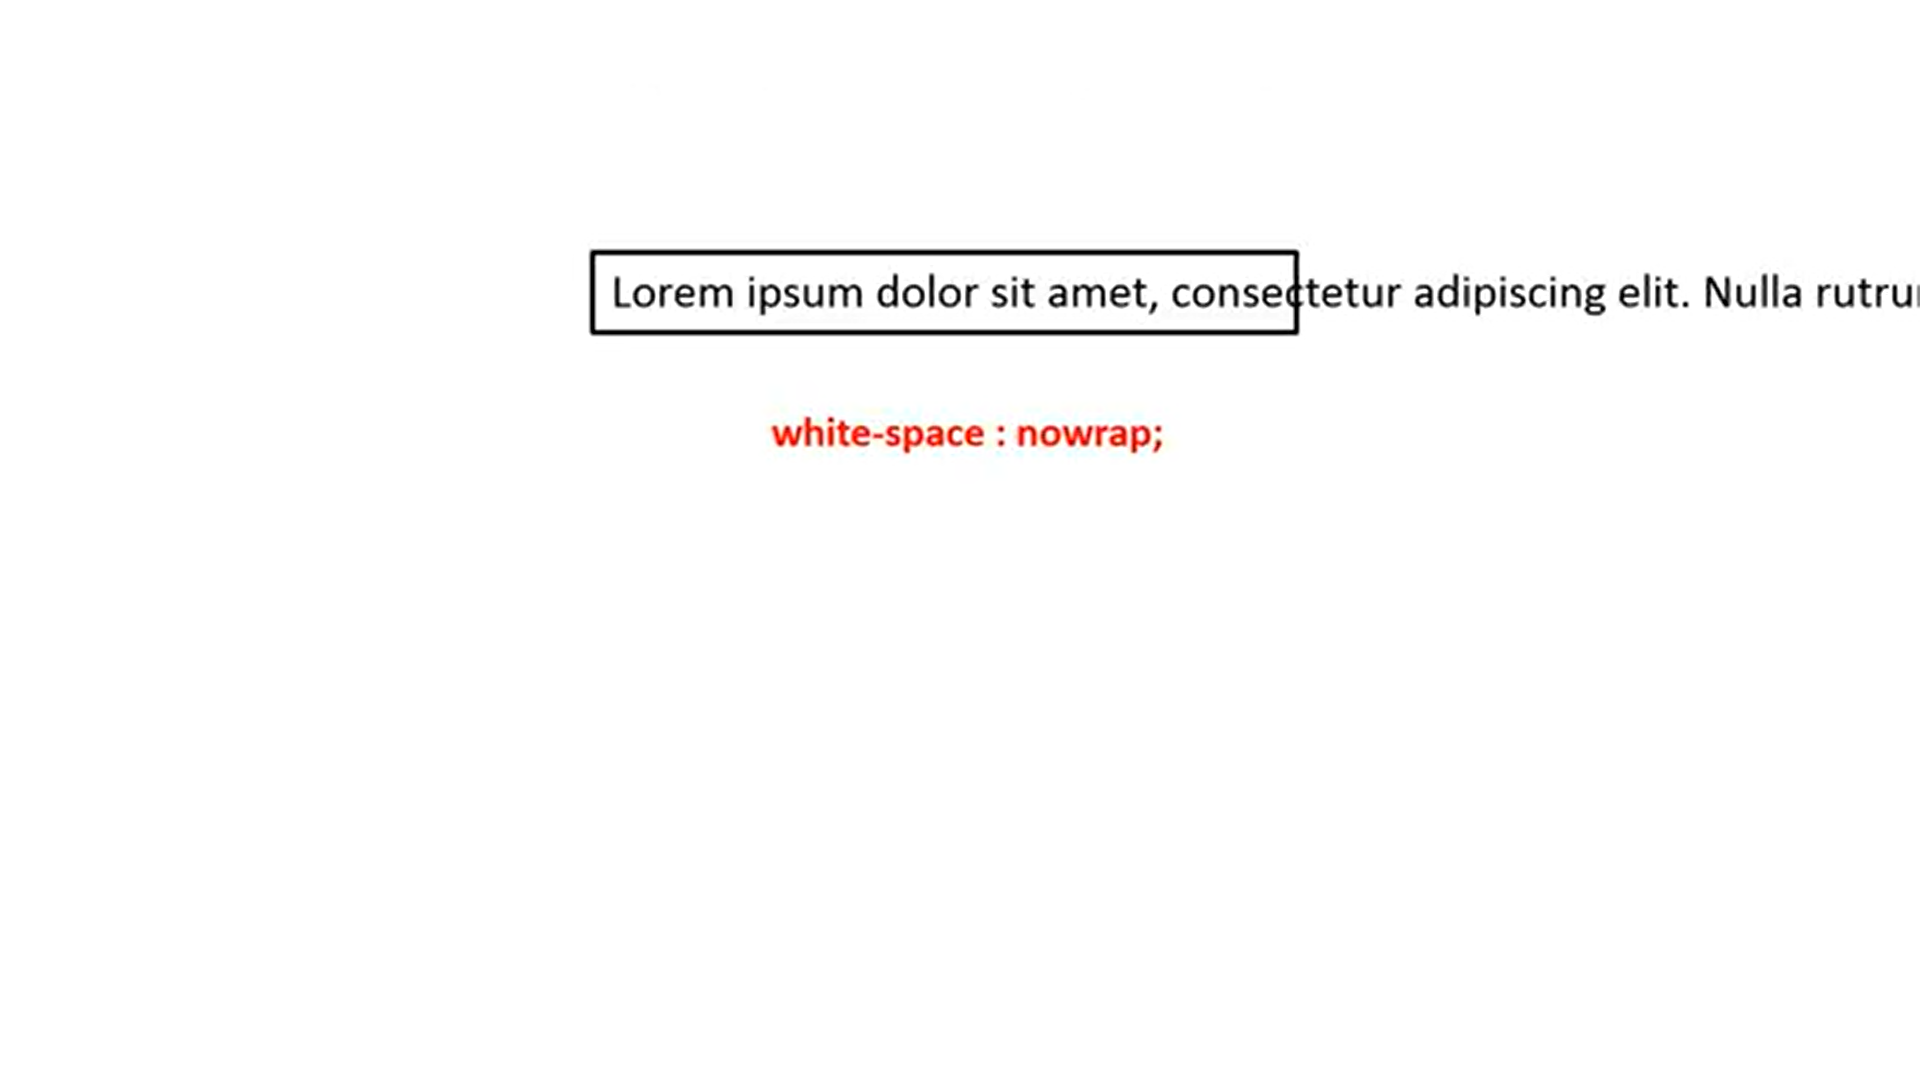 Lorem ipsum dolor sit amet, consectetur adipiscing elit. Nulla
white-space : nowrap;